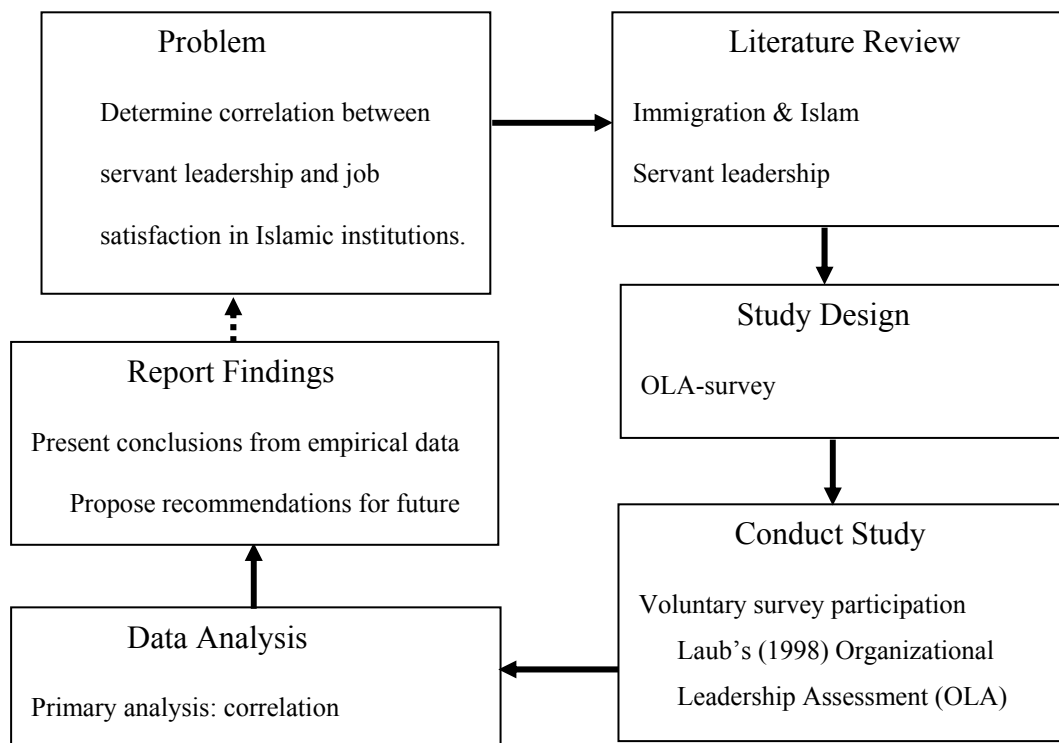 Problem
Determine correlation between
servant leadership and job
satisfaction in Islamic institutions.
Literature Review
Immigration & Islam
Servant leadership
Study Design
OLA-survey
Conduct Study
Voluntary survey participation
Laub's (1998) Organizational
Leadership Assessment (OLA)
Data Analysis
Primary analysis: correlation
Report Findings
Present conclusions from empirical data
Propose recommendations for future